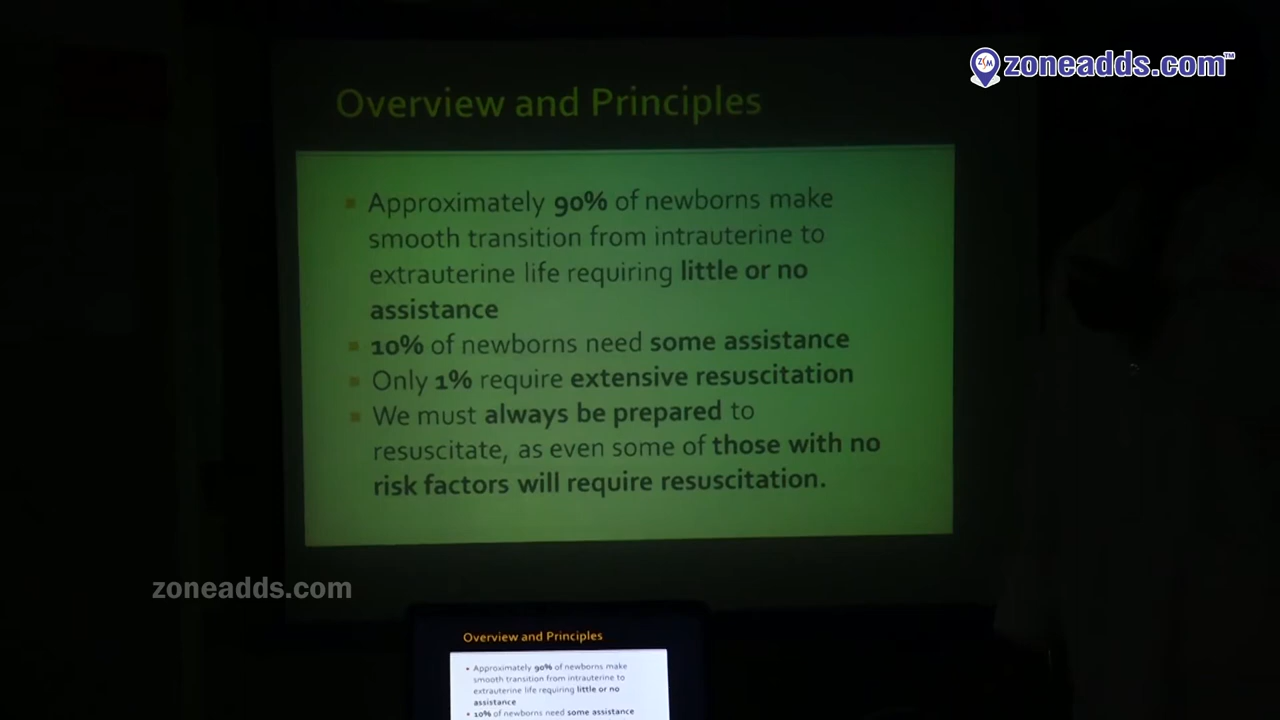 zoneadds.com™
Overview and Principles
Approximately 90% of newborns make
smooth transition from intrauterine to
extrauterine life requiring little or no
assistance
10% of newborns need some assistance
Only 1% require extensive resuscitation
We must always be prepared to
resuscitate, as even some of those with no
risk factors will require resuscitation.
zoneadds.com
Overview and Principles
Approximately 90% of newborns make
smooth transition from intrauterine to
extrauterine life requiring little or no
assistance
10% of newborns need some assistance